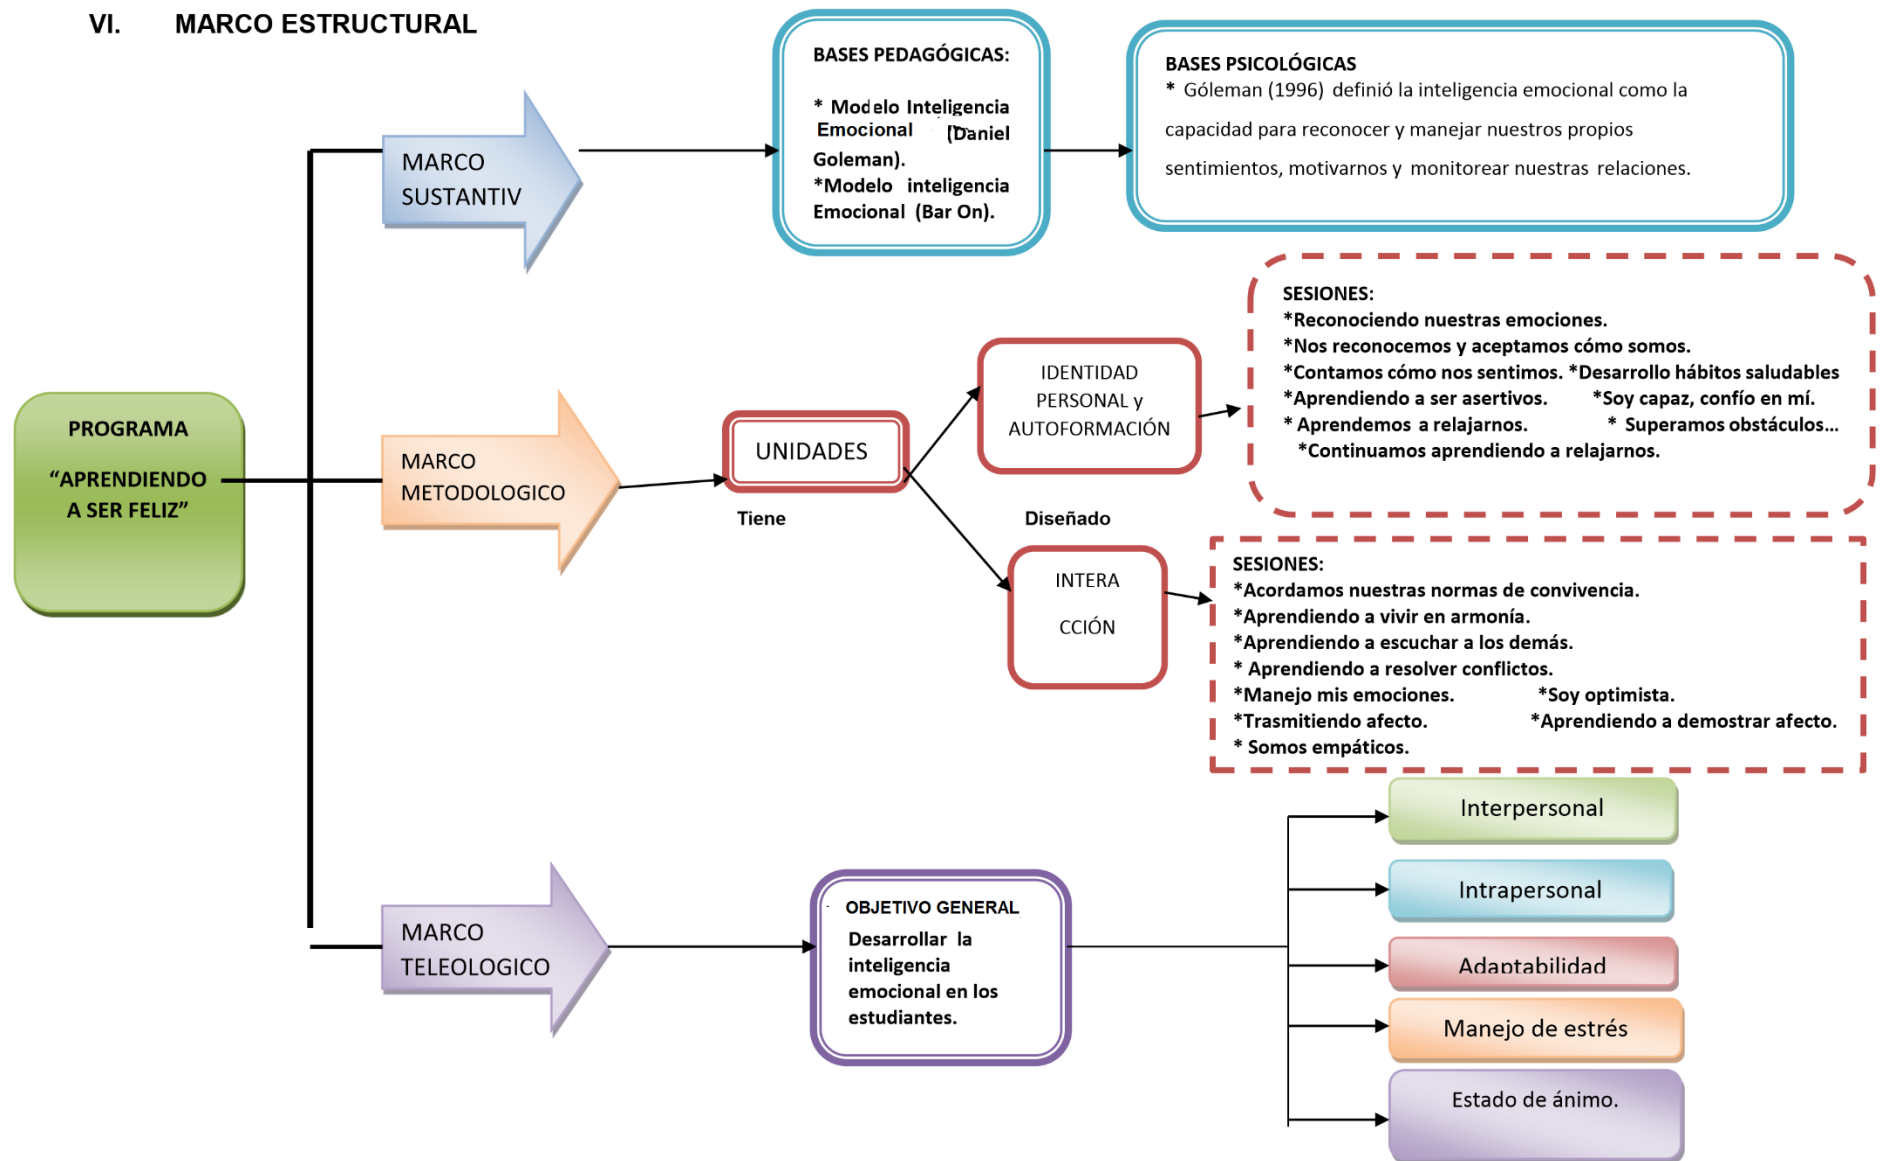 VI. MARCO ESTRUCTURAL
BASES PEDAGÓGICAS:
* Modelo Inteligencia
Emocional (Daniel
Goleman).
*Modelo inteligencia
Emocional (Bar On).
BASES PSICOLÓGICAS
* Góleman (1996) definió la inteligencia emocional como la
capacidad para reconocer y manejar nuestros propios
sentimientos, motivarnos y monitorear nuestras relaciones.
MARCO
SUSTANTIV
SESIONES:
*Reconociendo nuestras emociones.
*Nos reconocemos y aceptamos cómo somos.
*Contamos cómo nos sentimos. *Desarrollo hábitos saludables
*Aprendiendo a ser asertivos. *Soy capaz, confío en mí.
* Aprendemos a relajarnos. * Superamos obstáculos...
*Continuamos aprendiendo a relajarnos.
IDENTIDAD
PERSONAL y
AUTOFORMACIÓN
PROGRAMA
“APRENDIENDO
A SER FELIZ”
MARCO
METODOLOGICO
UNIDADES
Tiene
Diseñado
INTERA
CCIÓN
SESIONES:
*Acordamos nuestras normas de convivencia.
*Aprendiendo a vivir en armonía.
*Aprendiendo a escuchar a los demás.
* Aprendiendo a resolver conflictos.
*Manejo mis emociones. *Soy optimista.
*Trasmitiendo afecto. *Aprendiendo a demostrar afecto.
* Somos empáticos.
MARCO
TELEOLOGICO
OBJETIVO GENERAL
Desarrollar la
inteligencia
emocional en los
estudiantes.
Interpersonal
Intrapersonal
Adaptabilidad
Manejo de estrés
Estado de ánimo.